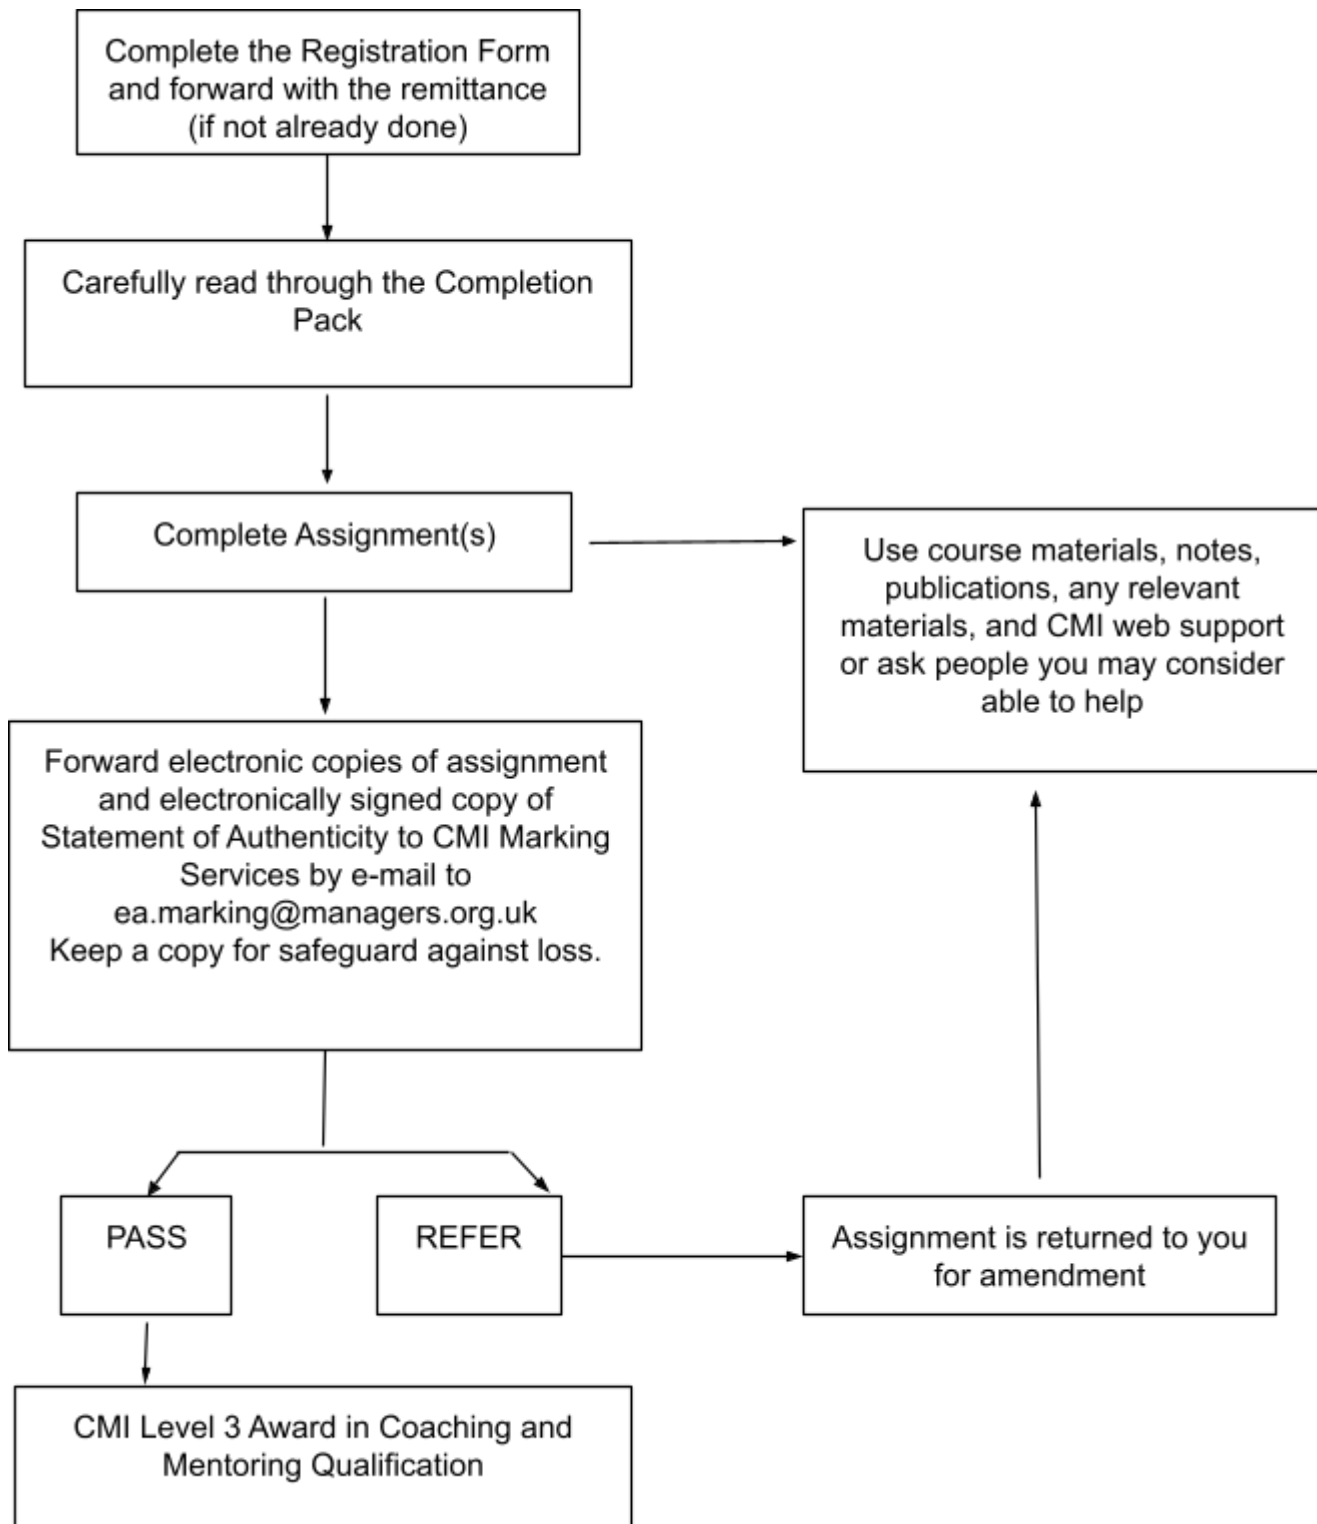 Complete the Registration Form
and forward with the remittance
(if not already done)
Carefully read through the Completion
Pack
Complete Assignment(s)
Use course materials, notes,
publications, any relevant
materials, and CMI web support
or ask people you may consider
able to help
Forward electronic copies of assignment
and electronically signed copy of
Statement of Authenticity to CMI Marking
Services by e-mail to
ea.marking@managers.org.uk
Keep a copy for safeguard against loss.
PASS
REFER
Assignment is returned to you
for amendment
CMI Level 3 Award in Coaching and
Mentoring Qualification